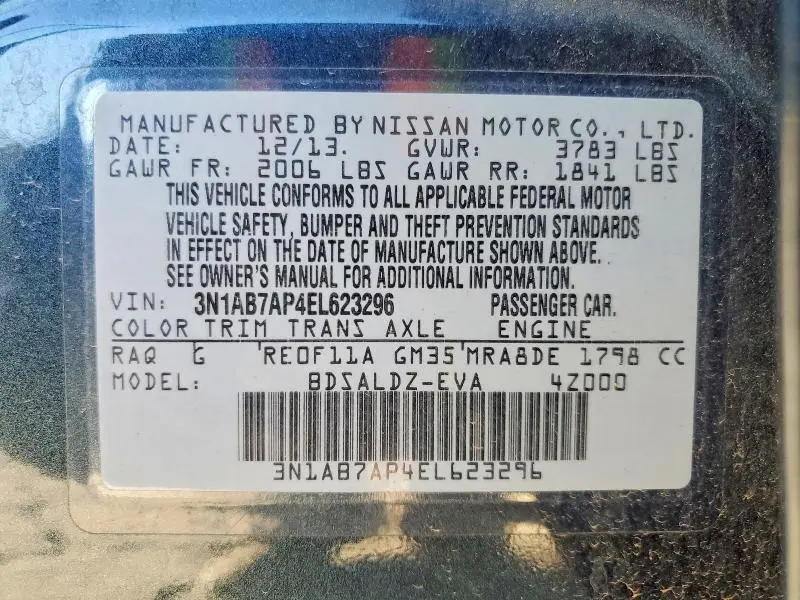 MANUFACTURED BY NISSAN MOTOR CO., LTD.
DATE: 12/13. GVWR: 3783 LBS
GAWR FR: 2006 LBS GAWR RR: 1841 LBS
THIS VEHICLE CONFORMS TO ALL APPLICABLE FEDERAL MOTOR
VEHICLE SAFETY, BUMPER AND THEFT PREVENTION STANDARDS
IN EFFECT ON THE DATE OF MANUFACTURE SHOWN ABOVE.
SEE OWNER'S MANUAL FOR ADDITIONAL INFORMATION.
VIN: 3N1AB7AP4EL623296 PASSENGER CAR.
COLOR TRIM TRANS AXLE ENGINE
RAQ G RE0F11A GM35 MRA8DE 1798 CC
MODEL: BDSALDZ-EVA 4Z000
3N1AB7AP4EL623296